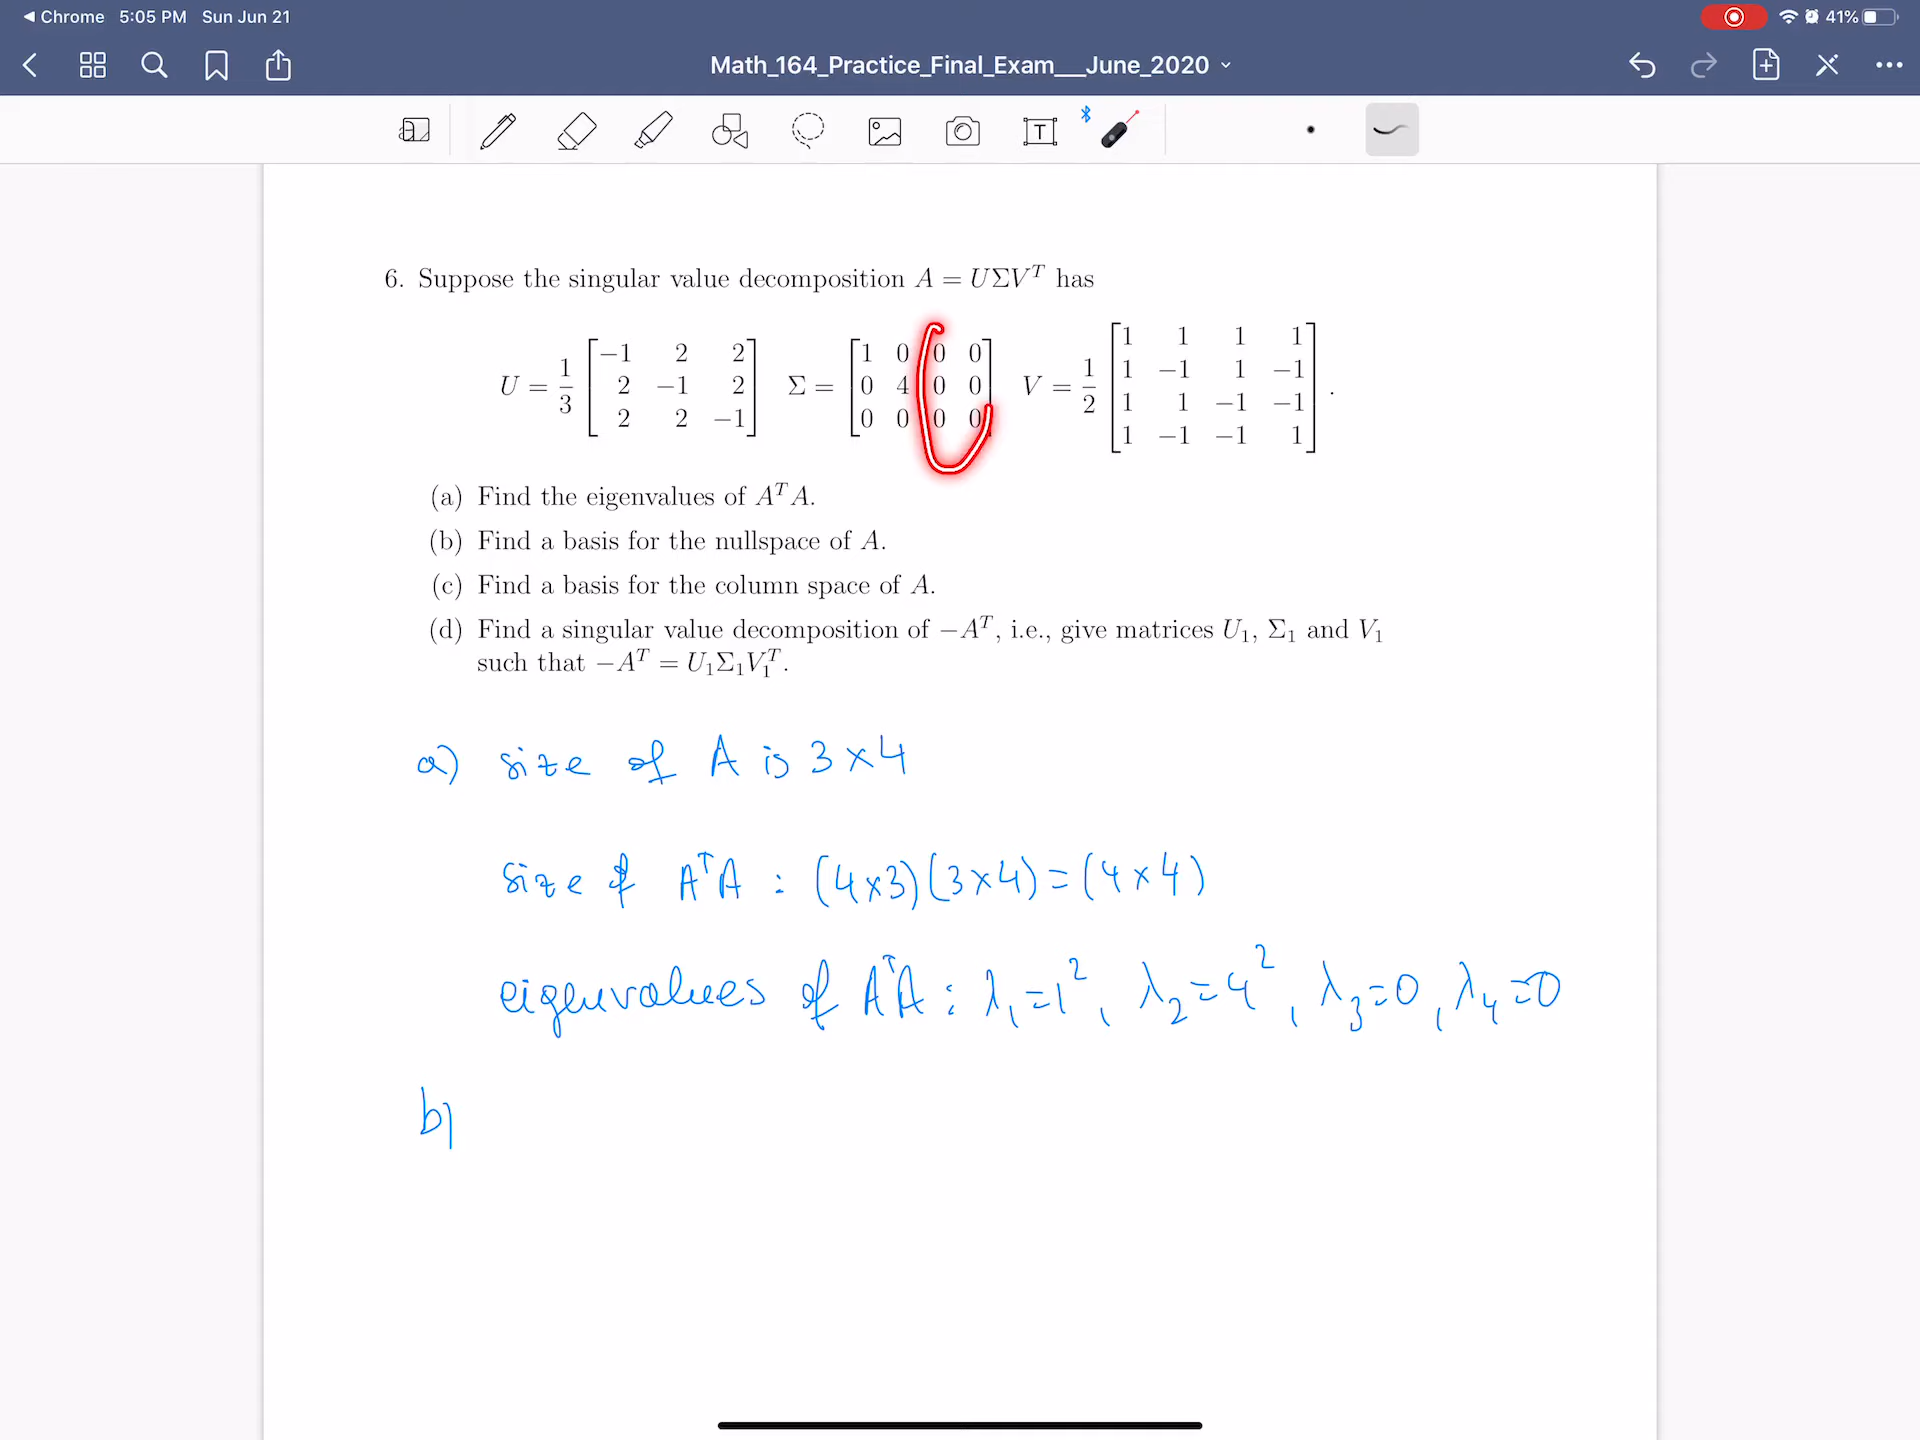 ◀ Chrome 5:05 PM Sun Jun 21 41%
Math_164_Practice_Final_Exam___June_2020
6. Suppose the singular value decomposition A = UΣV^T has
U = 1/3 [−1 2 2; 2 −1 2; 2 2 −1] Σ = [1 0 0 0; 0 4 0 0; 0 0 0 0] V = 1/2 [1 1 1 1; 1 −1 1 −1; 1 1 −1 −1; 1 −1 −1 1].
(a) Find the eigenvalues of A^T A.
(b) Find a basis for the nullspace of A.
(c) Find a basis for the column space of A.
(d) Find a singular value decomposition of −A^T, i.e., give matrices U₁, Σ₁ and V₁
such that −A^T = U₁Σ₁V₁^T.
a) size of A is 3×4
size of A^T A : (4×3)(3×4)=(4×4)
eigenvalues of A^T A : λ₁=1², λ₂=4², λ₃=0, λ₄=0
b)